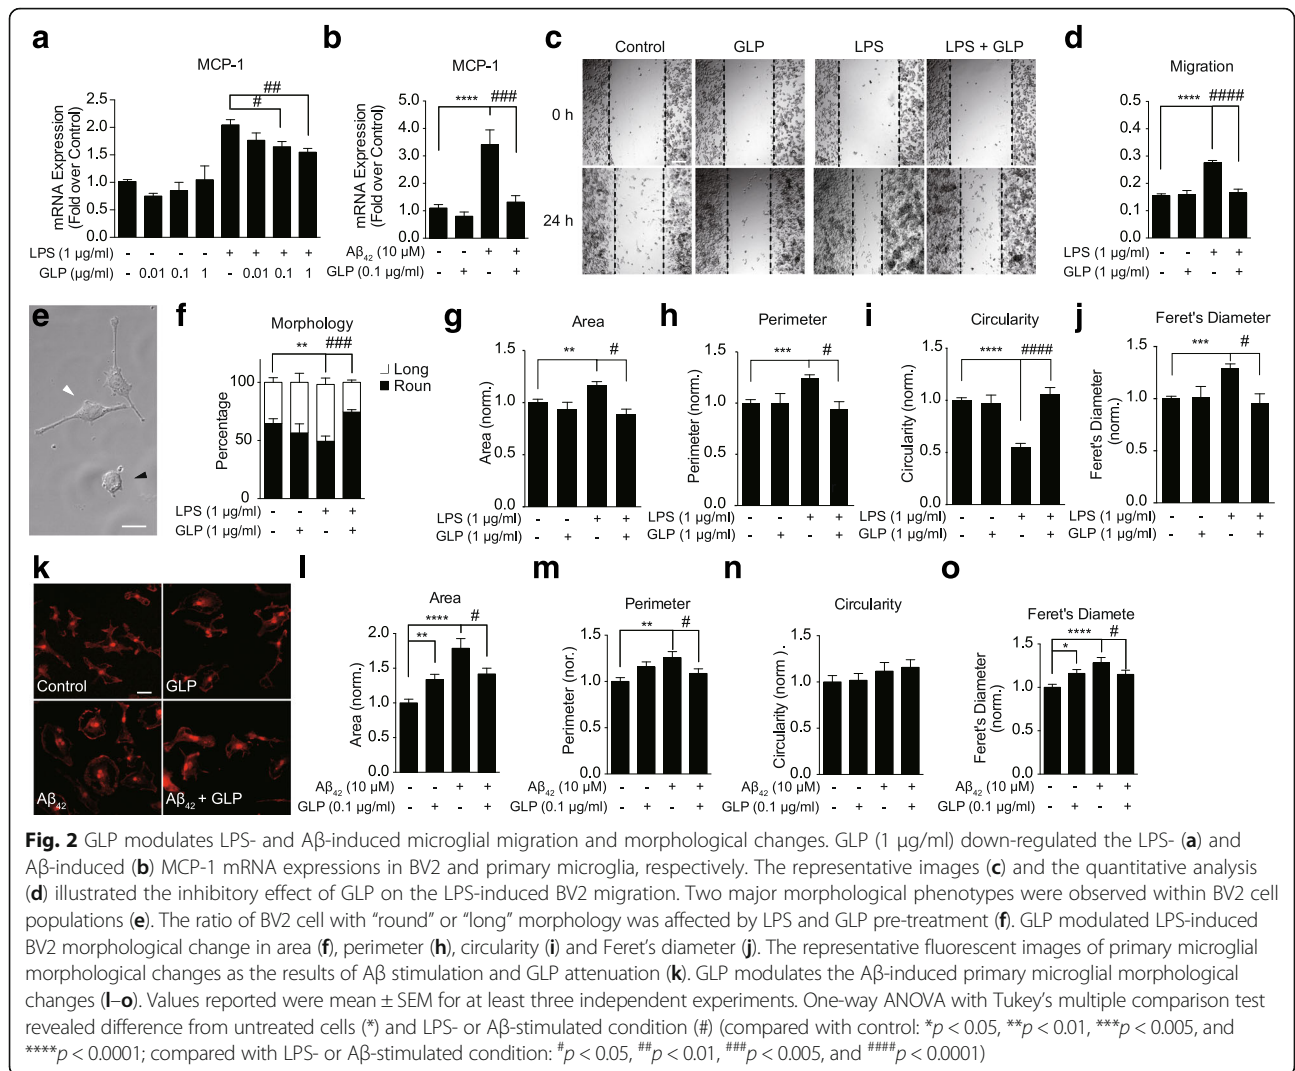 a
MCP-1
mRNA Expression
(Fold over Control)
2.5
2.0
1.5
1.0
0.5
0.0
##
#
LPS (1 µg/ml) - - - - + + + +
GLP (µg/ml) - 0.01 0.1 1 - 0.01 0.1 1
b
MCP-1
mRNA Expression
(Fold over Control)
5.0
4.0
3.0
2.0
1.0
0.0
**** ###
Aβ42 (10 µM) - - + +
GLP (0.1 µg/ml) - + - +
c
Control GLP LPS LPS + GLP
0 h
24 h
d
Migration
0.5
0.4
0.3
0.2
0.1
0.0
**** ####
LPS (1 µg/ml) - - + +
GLP (1 µg/ml) - + - +
e
f
Morphology
** ###
Long
Roun
Percentage
100
50
0
LPS (1 µg/ml) - - + +
GLP (1 µg/ml) - + - +
g
Area
Area (norm.)
1.5
1.0
0.5
0.0
** #
LPS (1 µg/ml) - - + +
GLP (1 µg/ml) - + - +
h
Perimeter
Perimeter (norm.)
1.5
1.0
0.5
0.0
*** #
LPS (1 µg/ml) - - + +
GLP (1 µg/ml) - + - +
i
Circularity
Circularity (norm.)
1.5
1.0
0.5
0.0
**** ####
LPS (1 µg/ml) - - + +
GLP (1 µg/ml) - + - +
j
Feret's Diameter
Feret's Diameter
(norm.)
1.5
1.0
0.5
0.0
*** #
LPS (1 µg/ml) - - + +
GLP (1 µg/ml) - + - +
k
Control GLP
Aβ42 Aβ42 + GLP
l
Area
Area (norm.)
2.0
1.5
1.0
0.5
0.0
**** #
**
Aβ42 (10 µM) - - + +
GLP (0.1 µg/ml) - + - +
m
Perimeter
Perimeter (nor.)
1.5
1.0
0.5
0.0
** #
Aβ42 (10 µM) - - + +
GLP (0.1 µg/ml) - + - +
n
Circularity
Circularity (norm ).
1.5
1.0
0.5
0.0
Aβ42 (10 µM) - - + +
GLP (0.1 µg/ml) - + - +
o
Feret's Diamete
Feret's Diameter
(norm.)
1.5
1.0
0.5
0.0
**** #
*
Aβ42 (10 µM) - - + +
GLP (0.1 µg/ml) - + - +
Fig. 2 GLP modulates LPS- and Aβ-induced microglial migration and morphological changes. GLP (1 µg/ml) down-regulated the LPS- (a) and
Aβ-induced (b) MCP-1 mRNA expressions in BV2 and primary microglia, respectively. The representative images (c) and the quantitative analysis
(d) illustrated the inhibitory effect of GLP on the LPS-induced BV2 migration. Two major morphological phenotypes were observed within BV2 cell
populations (e). The ratio of BV2 cell with “round” or “long” morphology was affected by LPS and GLP pre-treatment (f). GLP modulated LPS-induced
BV2 morphological change in area (f), perimeter (h), circularity (i) and Feret’s diameter (j). The representative fluorescent images of primary microglial
morphological changes as the results of Aβ stimulation and GLP attenuation (k). GLP modulates the Aβ-induced primary microglial morphological
changes (l–o). Values reported were mean ± SEM for at least three independent experiments. One-way ANOVA with Tukey’s multiple comparison test
revealed difference from untreated cells (*) and LPS- or Aβ-stimulated condition (#) (compared with control: *p < 0.05, **p < 0.01, ***p < 0.005, and
****p < 0.0001; compared with LPS- or Aβ-stimulated condition: #p < 0.05, ##p < 0.01, ###p < 0.005, and ####p < 0.0001)